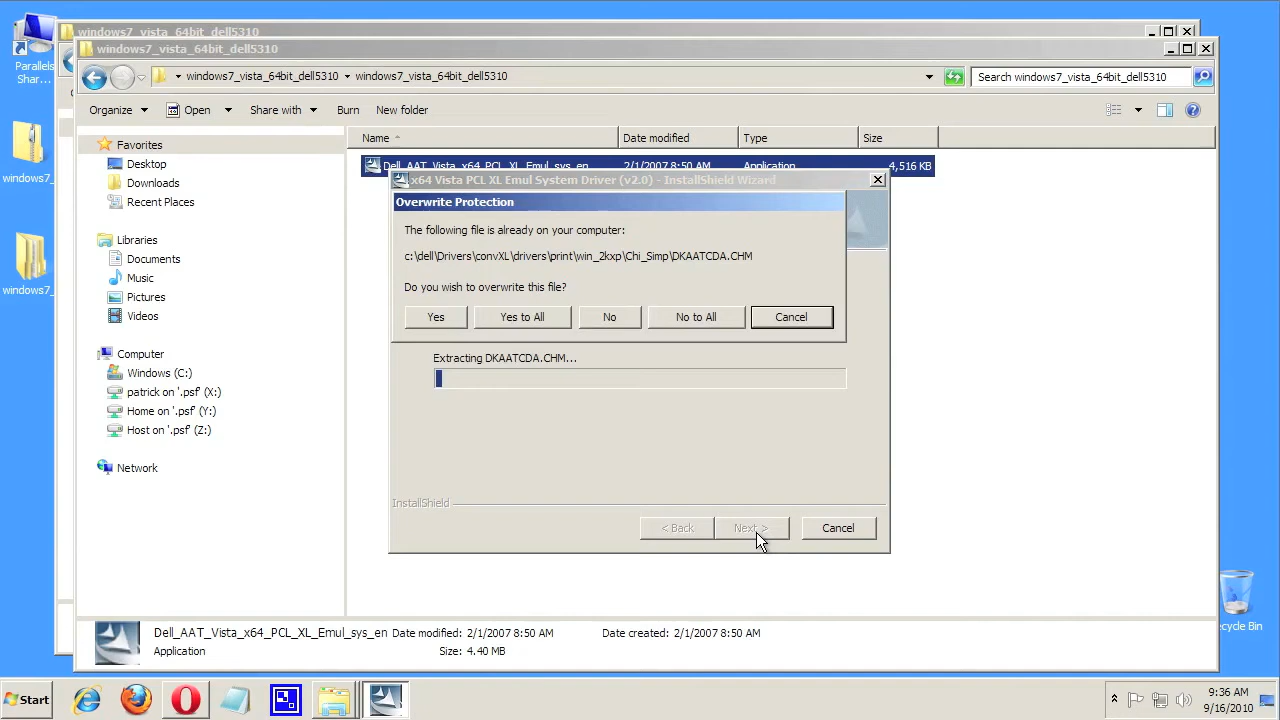 windows7_vista_64bit_dell5310
windows7_vista_64bit_dell5310
Parallels
Shar...
windows7_vista_64bit_dell5310
windows7_vista_64bit_dell5310
Search windows7_vista_64bit_dell5310
Organize
Open
Share with
Burn
New folder
Name
Date modified
Type
Size
Favorites
Desktop
Downloads
Recent Places
Libraries
Documents
Music
Pictures
Videos
Computer
Windows (C:)
patrick on '.psf' (X:)
Home on '.psf' (Y:)
Host on '.psf' (Z:)
Network
windows7_
windows7_
Dell_AAT_Vista_x64_PCL_XL_Emul_sys_en
2/1/2007 8:50 AM
Application
4,516 KB
x64 Vista PCL XL Emul System Driver (v2.0) - InstallShield Wizard
Overwrite Protection
The following file is already on your computer:
c:\dell\Drivers\convXL\drivers\print\win_2kxp\Chi_Simp\DKAATCDA.CHM
Do you wish to overwrite this file?
Yes
Yes to All
No
No to All
Cancel
Extracting DKAATCDA.CHM...
InstallShield
< Back
Next >
Cancel
Dell_AAT_Vista_x64_PCL_XL_Emul_sys_en
Date modified: 2/1/2007 8:50 AM
Date created: 2/1/2007 8:50 AM
Application
Size: 4.40 MB
ecycle Bin
Start
9:36 AM
9/16/2010